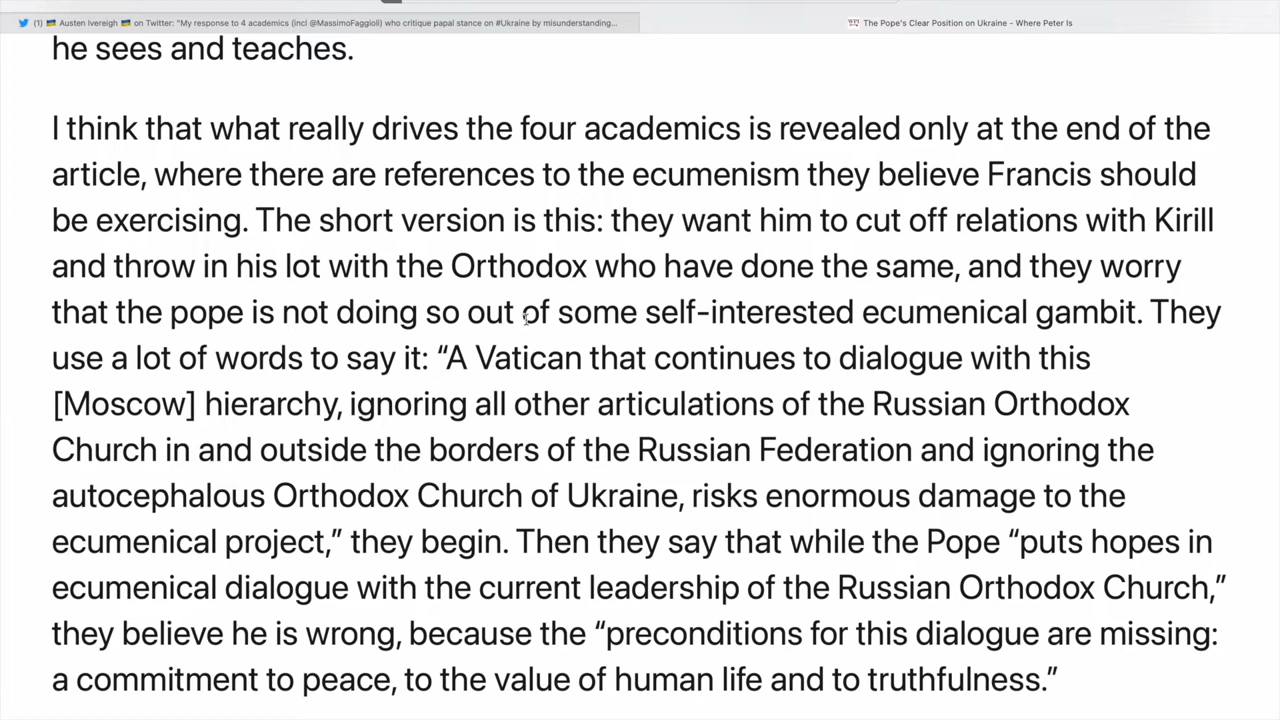 (1) 🇺🇦 Austen Ivereigh 🇺🇦 on Twitter: "My response to 4 academics (incl @MassimoFaggioli) who critique papal stance on #Ukraine by misunderstanding...
The Pope's Clear Position on Ukraine - Where Peter Is
he sees and teaches.
I think that what really drives the four academics is revealed only at the end of the
article, where there are references to the ecumenism they believe Francis should
be exercising. The short version is this: they want him to cut off relations with Kirill
and throw in his lot with the Orthodox who have done the same, and they worry
that the pope is not doing so out of some self-interested ecumenical gambit. They
use a lot of words to say it: “A Vatican that continues to dialogue with this
[Moscow] hierarchy, ignoring all other articulations of the Russian Orthodox
Church in and outside the borders of the Russian Federation and ignoring the
autocephalous Orthodox Church of Ukraine, risks enormous damage to the
ecumenical project,” they begin. Then they say that while the Pope “puts hopes in
ecumenical dialogue with the current leadership of the Russian Orthodox Church,”
they believe he is wrong, because the “preconditions for this dialogue are missing:
a commitment to peace, to the value of human life and to truthfulness.”